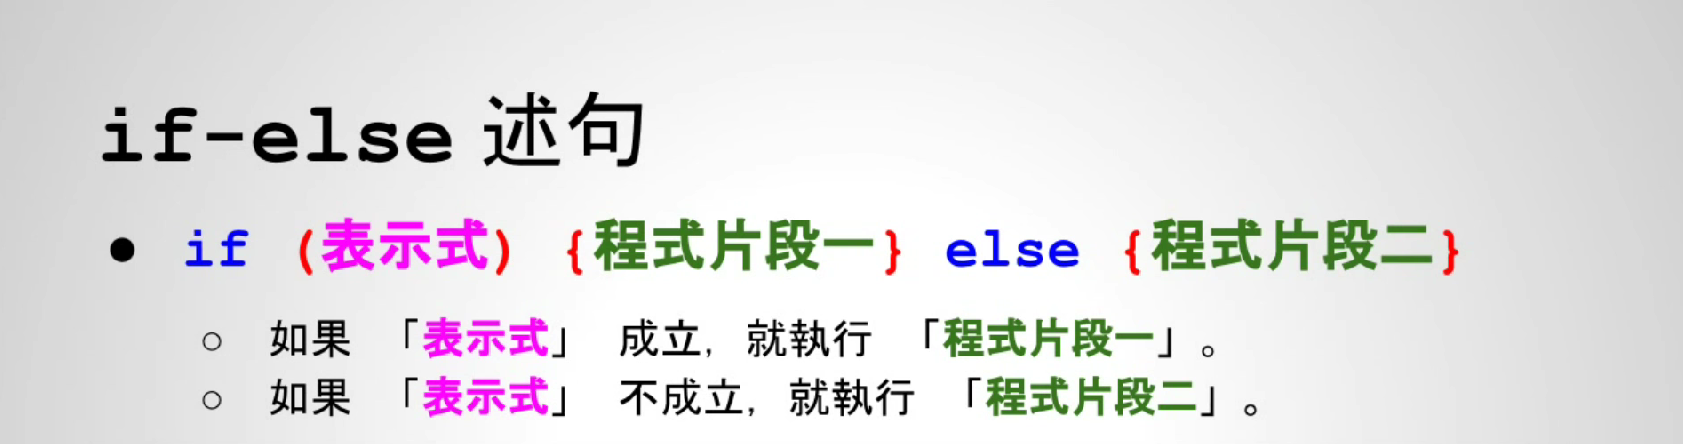 if-else 述句
● if (表示式) {程式片段一} else {程式片段二}
○ 如果 「表示式」 成立, 就執行 「程式片段一」。
○ 如果 「表示式」 不成立, 就執行 「程式片段二」。